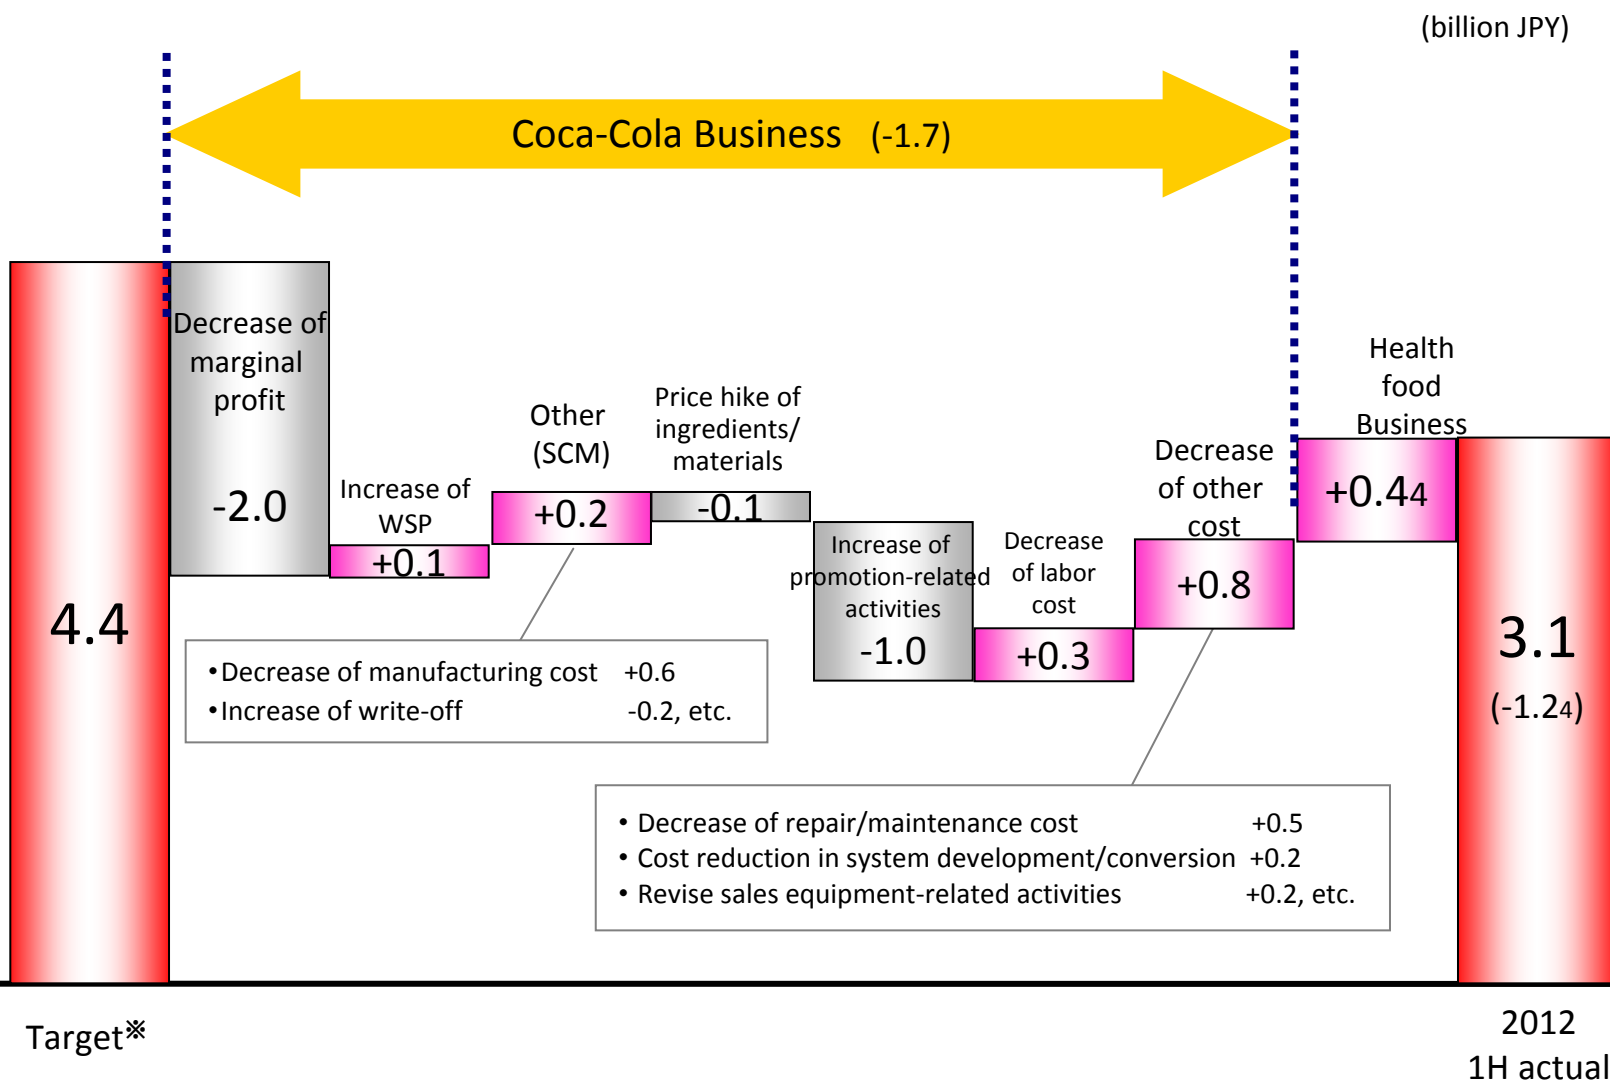 (billion JPY)
Coca-Cola Business (-1.7)
Decrease of
marginal
profit
-2.0
Increase of
WSP
+0.1
Other
(SCM)
+0.2
Price hike of
ingredients/
materials
-0.1
Increase of
promotion-related
activities
-1.0
Decrease
of labor
cost
+0.3
Decrease
of other
cost
+0.8
Health
food
Business
+0.44
4.4
3.1
(-1.24)
•Decrease of manufacturing cost +0.6
•Increase of write-off -0.2, etc.
• Decrease of repair/maintenance cost +0.5
• Cost reduction in system development/conversion +0.2
• Revise sales equipment-related activities +0.2, etc.
Target※
2012
1H actual